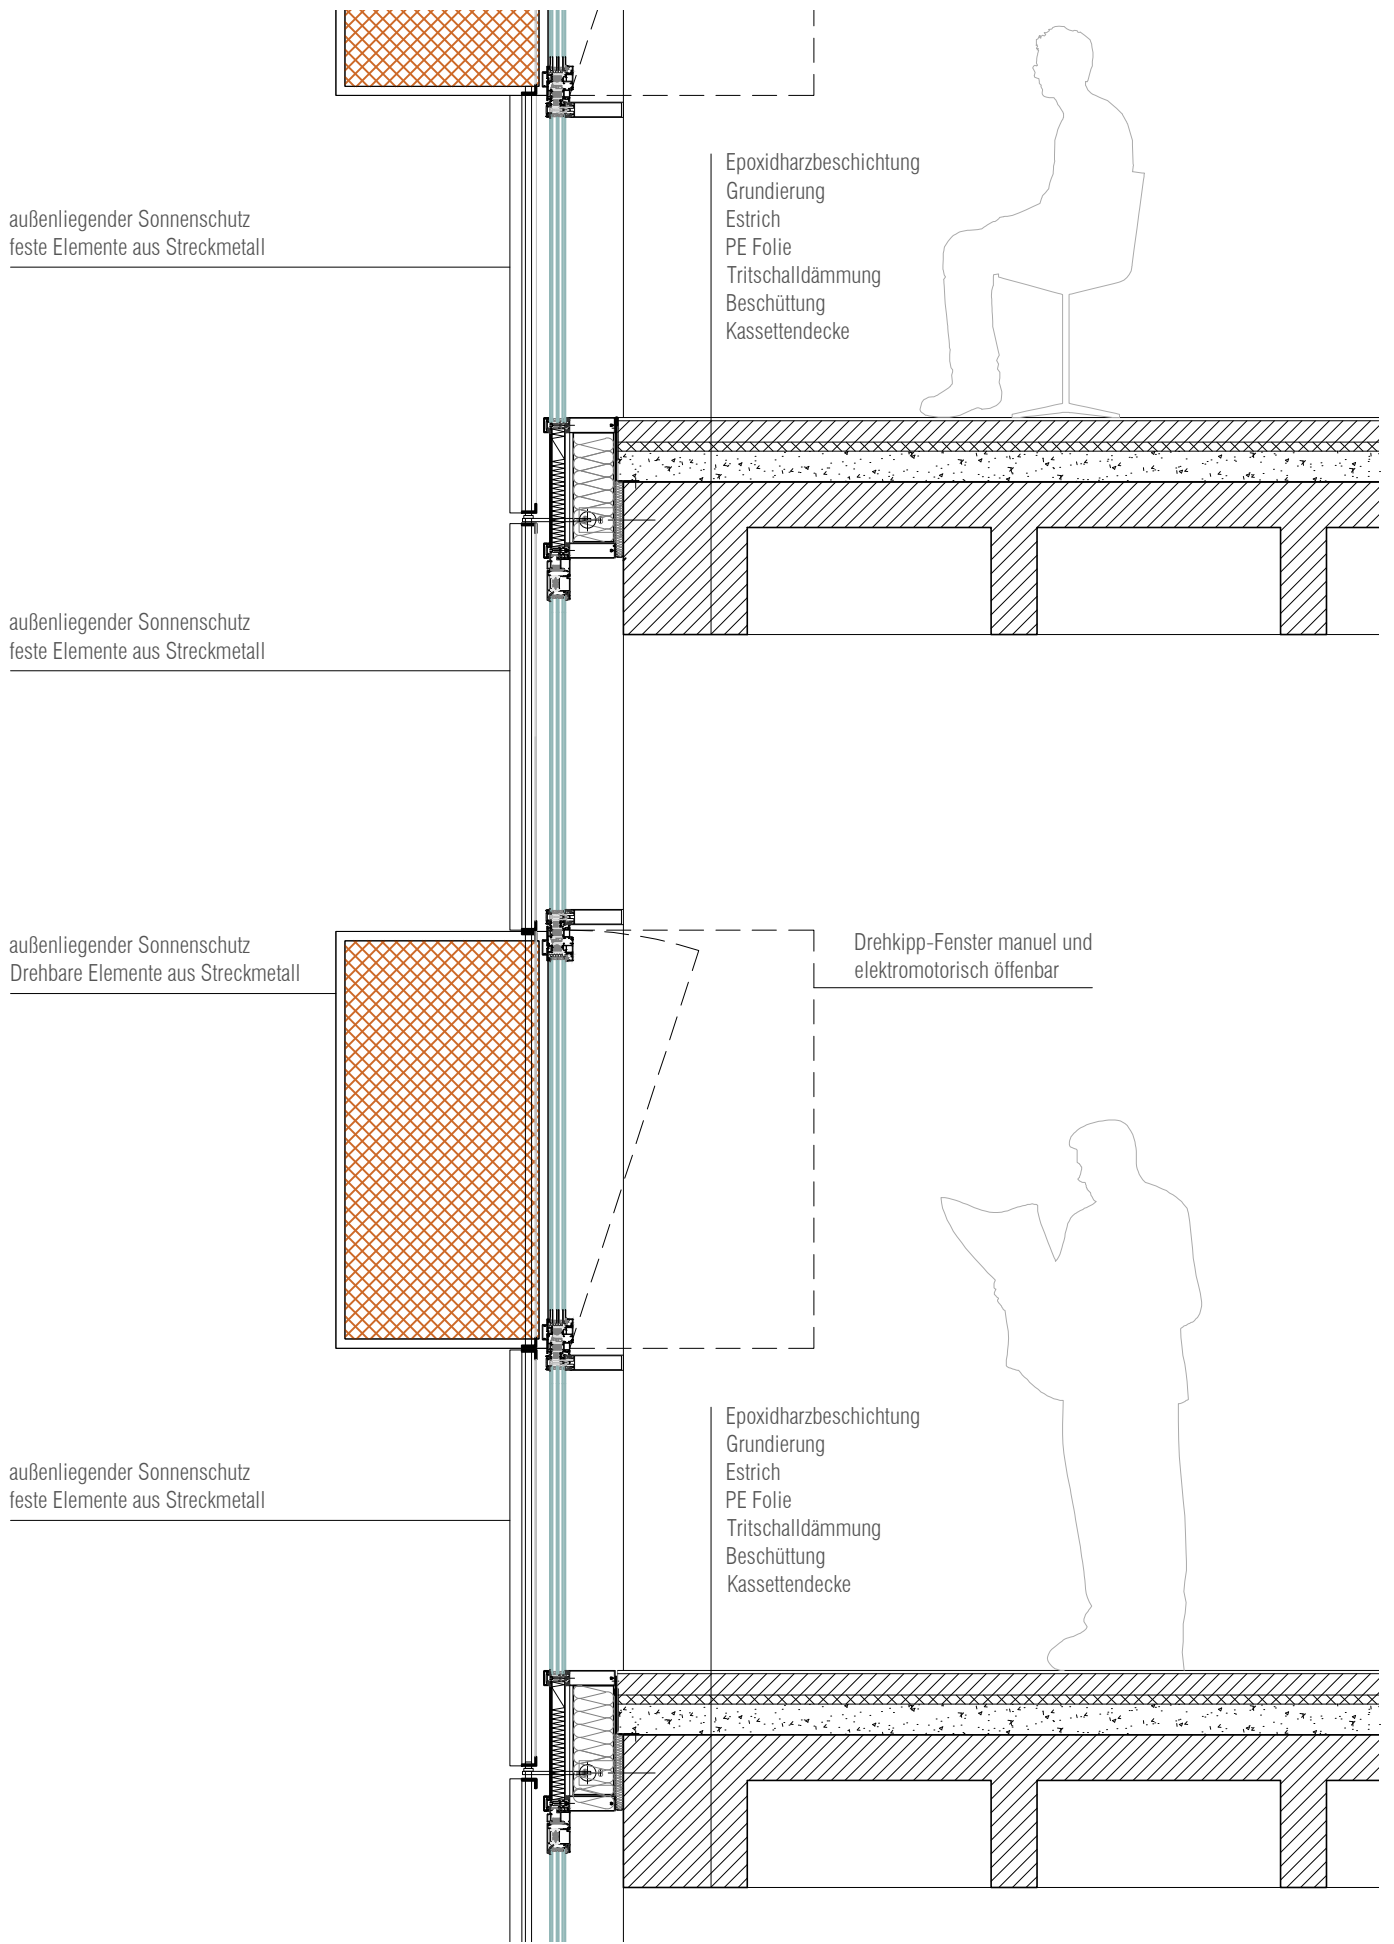 Epoxidharzbeschichtung
Grundierung
Estrich
PE Folie
Tritschalldämmung
Beschüttung
Kassettendecke
außenliegender Sonnenschutz
feste Elemente aus Streckmetall
außenliegender Sonnenschutz
feste Elemente aus Streckmetall
außenliegender Sonnenschutz
Drehbare Elemente aus Streckmetall
Drehkipp-Fenster manuel und
elektromotorisch öffenbar
Epoxidharzbeschichtung
Grundierung
Estrich
PE Folie
Tritschalldämmung
Beschüttung
Kassettendecke
außenliegender Sonnenschutz
feste Elemente aus Streckmetall